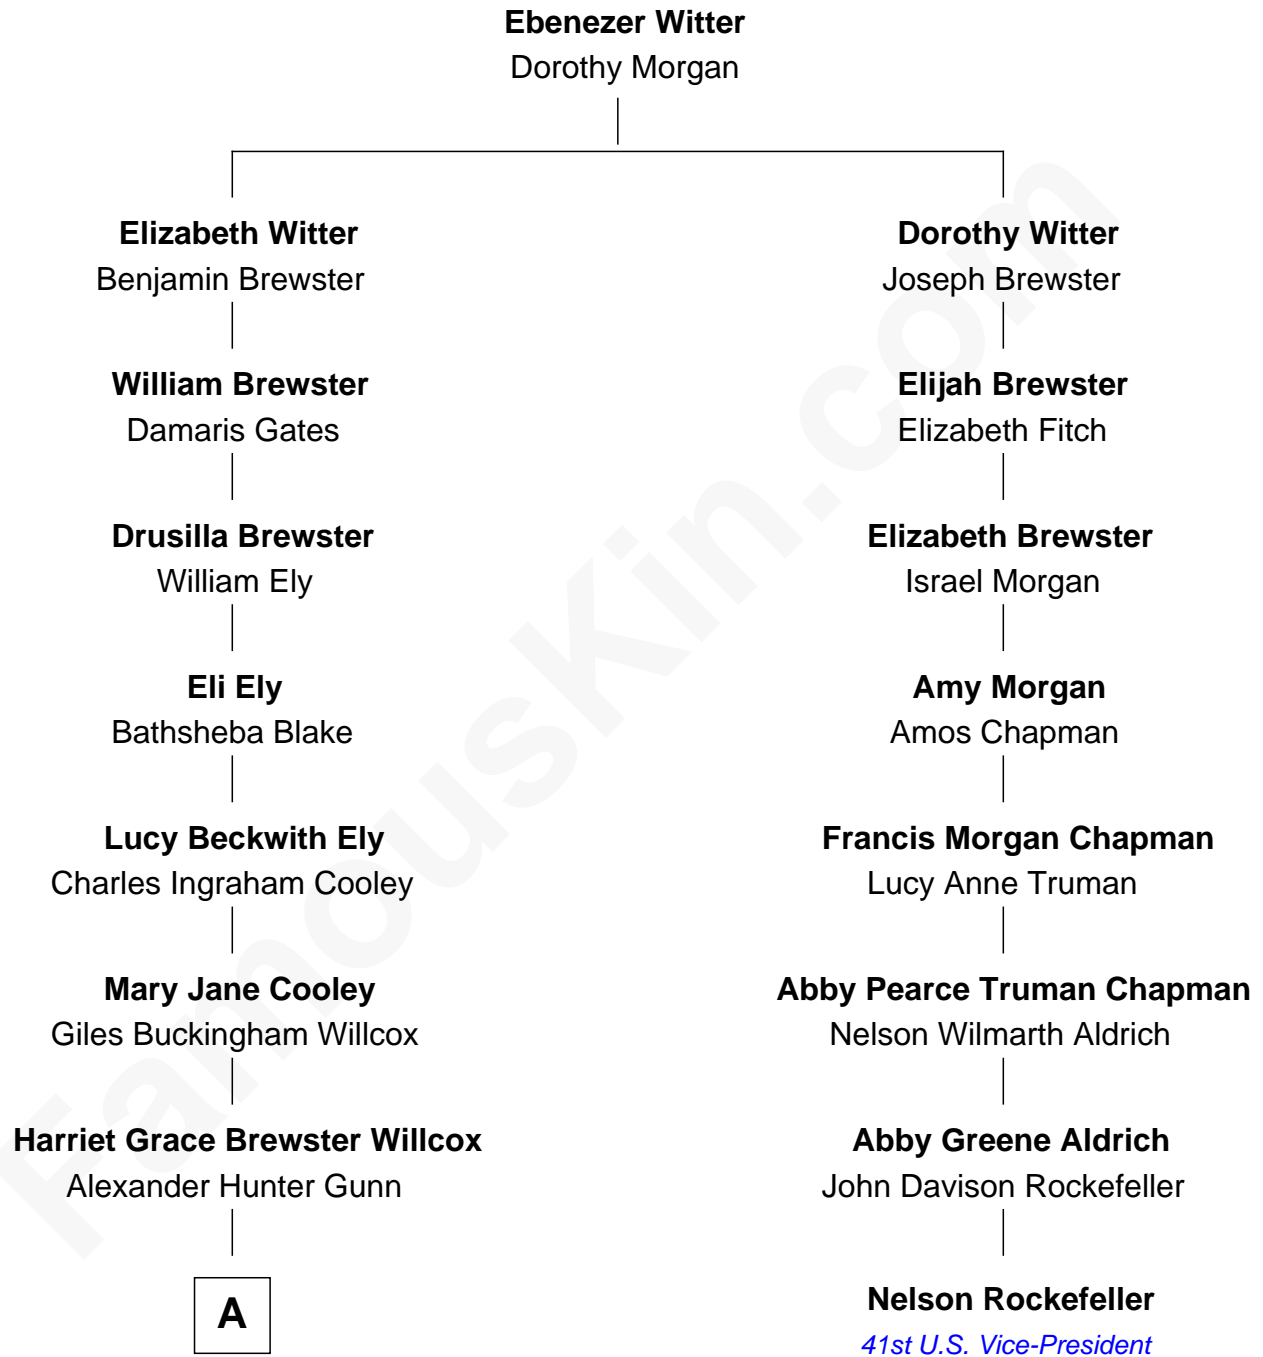 Ebenezer Witter
Dorothy Morgan
Elizabeth Witter
Benjamin Brewster
Dorothy Witter
Joseph Brewster
William Brewster
Damaris Gates
Elijah Brewster
Elizabeth Fitch
Drusilla Brewster
William Ely
Elizabeth Brewster
Israel Morgan
Eli Ely
Bathsheba Blake
Amy Morgan
Amos Chapman
Lucy Beckwith Ely
Charles Ingraham Cooley
Francis Morgan Chapman
Lucy Anne Truman
Mary Jane Cooley
Giles Buckingham Willcox
Abby Pearce Truman Chapman
Nelson Wilmarth Aldrich
Harriet Grace Brewster Willcox
Alexander Hunter Gunn
Abby Greene Aldrich
John Davison Rockefeller
A
Nelson Rockefeller
41st U.S. Vice-President
FamousKin.com